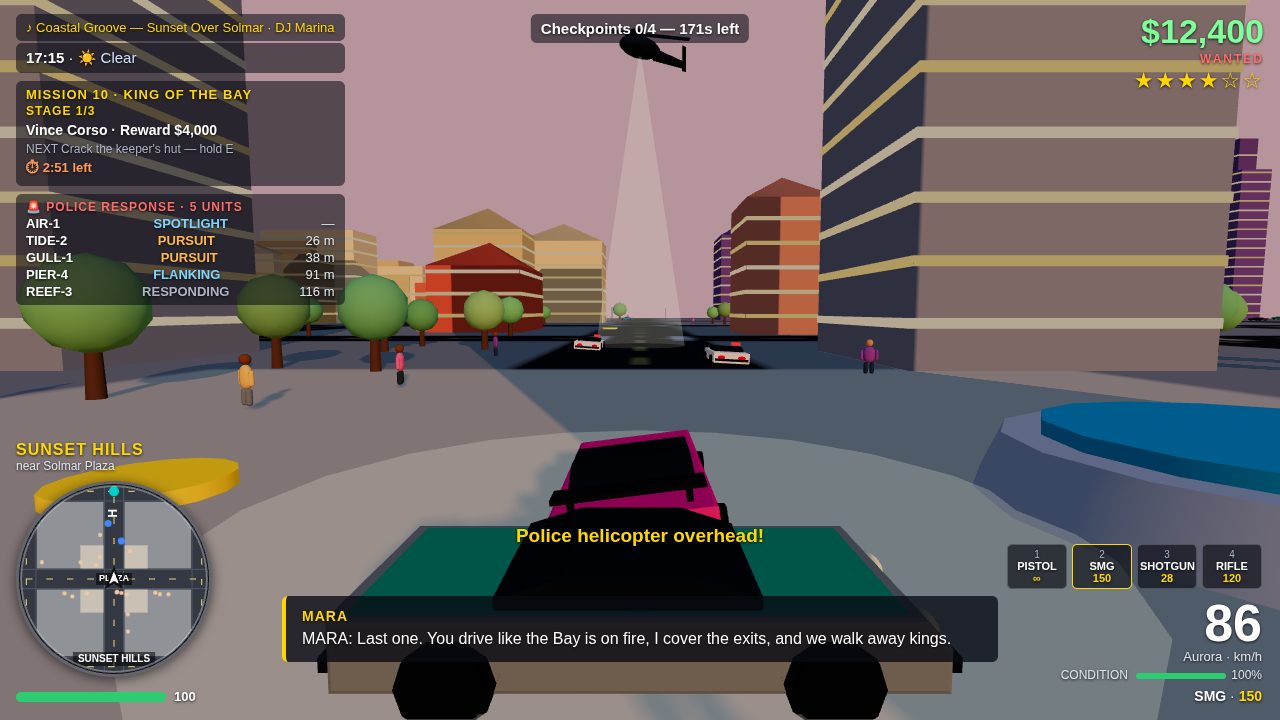 ♪ Coastal Groove — Sunset Over Solmar · DJ Marina
17:15 · ☀️ Clear
Checkpoints 0/4 — 171s left
$12,400
WANTED
★★★★☆☆
MISSION 10 · KING OF THE BAY
STAGE 1/3
Vince Corso · Reward $4,000
NEXT Crack the keeper's hut — hold E
⏱ 2:51 left
🚨 POLICE RESPONSE · 5 UNITS
AIR-1 SPOTLIGHT —
TIDE-2 PURSUIT 26 m
GULL-1 PURSUIT 38 m
PIER-4 FLANKING 91 m
REEF-3 RESPONDING 116 m
SUNSET HILLS
near Solmar Plaza
H
PLAZA
SUNSET HILLS
100
Police helicopter overhead!
MARA
MARA: Last one. You drive like the Bay is on fire, I cover the exits, and we walk away kings.
1 2 3 4
PISTOL SMG SHOTGUN RIFLE
∞ 150 28 120
86
Aurora · km/h
CONDITION 100%
SMG · 150